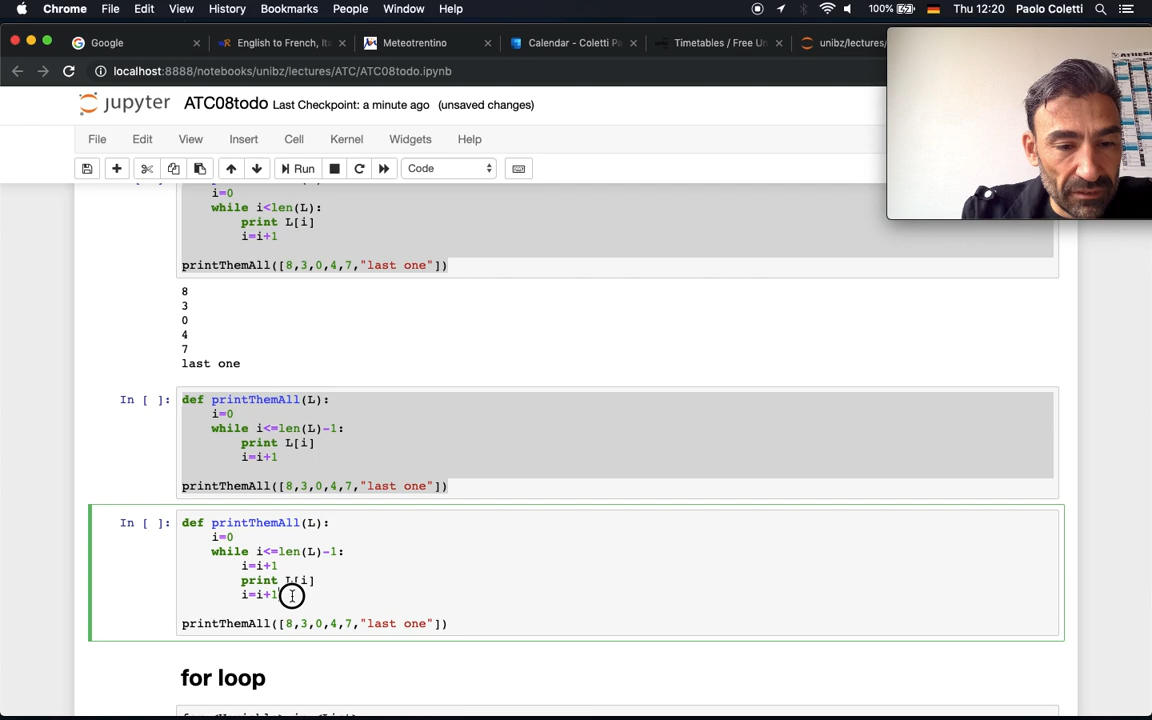 Chrome File Edit View History Bookmarks People Window Help 100% Thu 12:20 Paolo Coletti
Google
English to French, Ita
Meteotrentino
Calendar - Coletti Pa
Timetables / Free Un
unibz/lectures/
localhost:8888/notebooks/unibz/lectures/ATC/ATC08todo.ipynb
jupyter ATC08todo Last Checkpoint: a minute ago (unsaved changes)
File Edit View Insert Cell Kernel Widgets Help
Run Code
i=0
while i<len(L):
print L[i]
i=i+1
printThemAll([8,3,0,4,7,"last one"])
8
3
0
4
7
last one
In [ ]: def printThemAll(L):
i=0
while i<=len(L)-1:
print L[i]
i=i+1
printThemAll([8,3,0,4,7,"last one"])
In [ ]: def printThemAll(L):
i=0
while i<=len(L)-1:
i=i+1
print L[i]
i=i+1
printThemAll([8,3,0,4,7,"last one"])
for loop